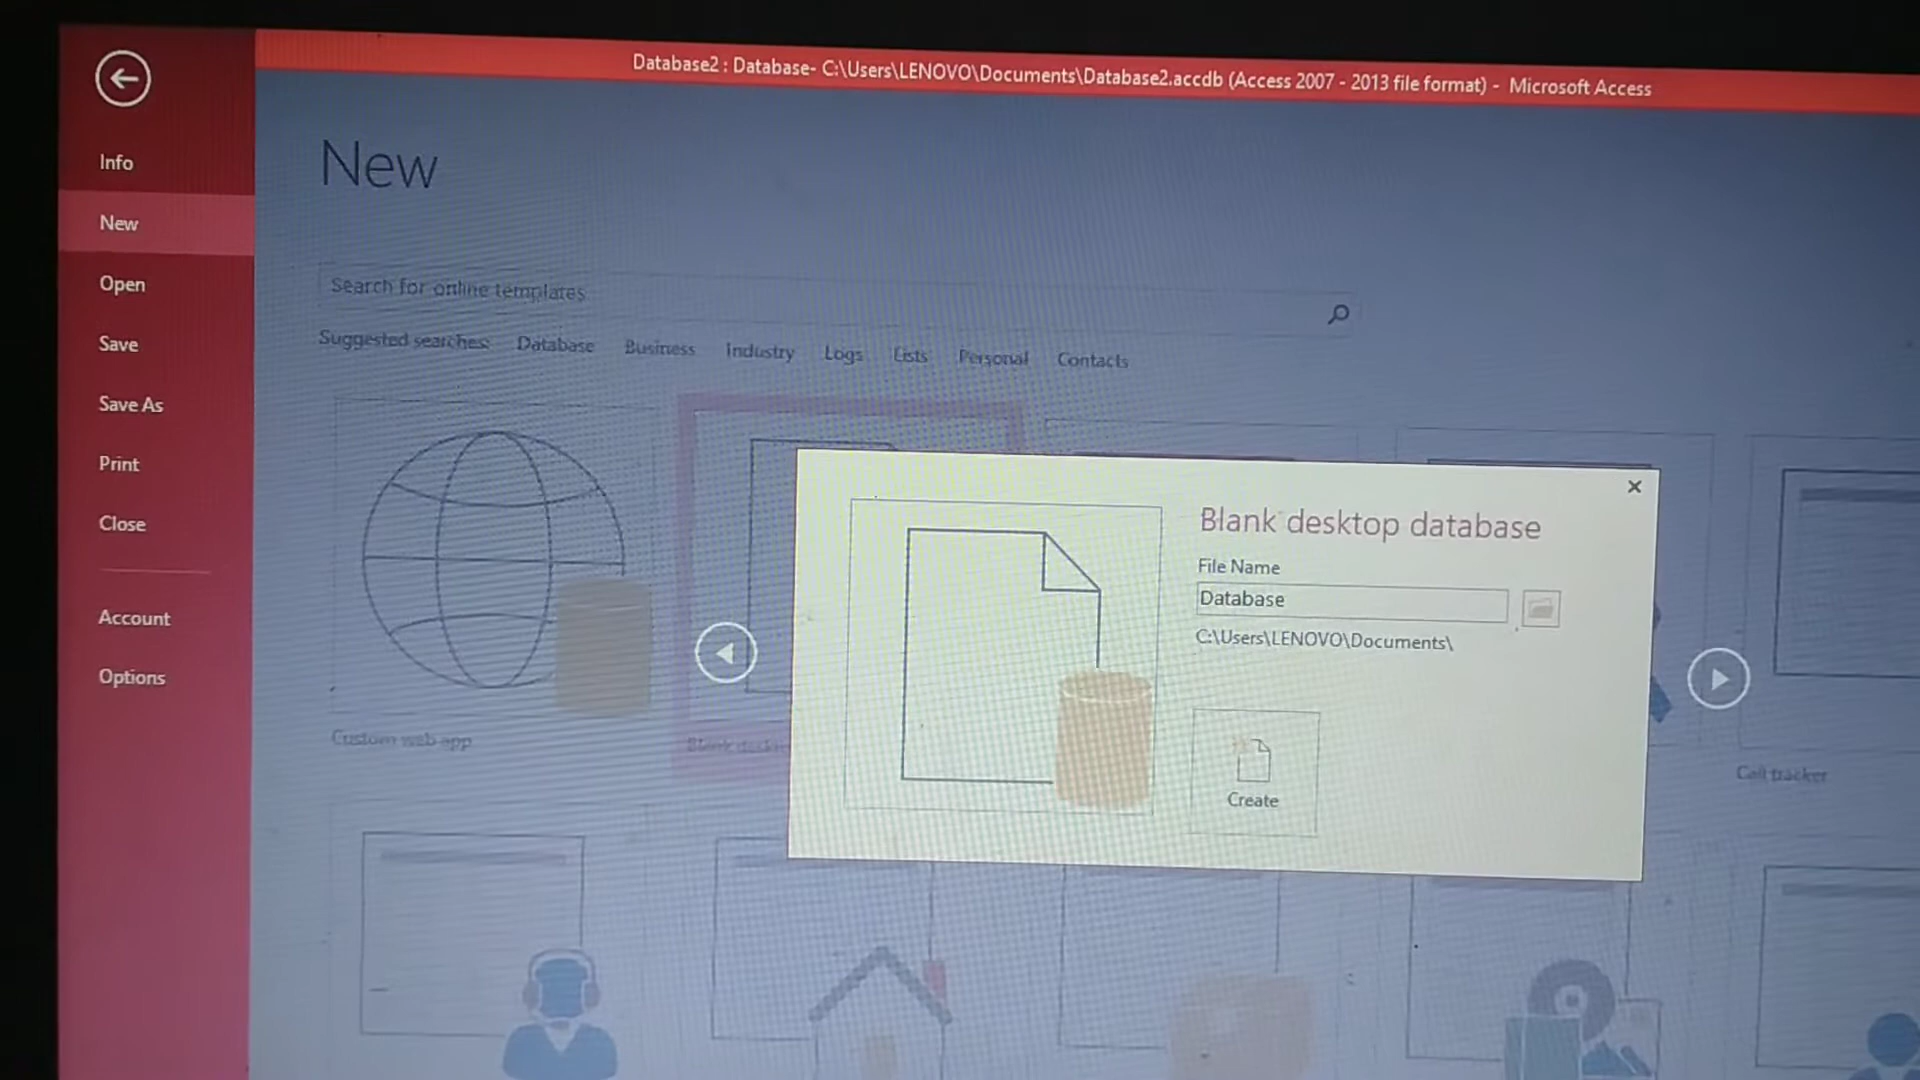 Database2 : Database- C:\Users\LENOVO\Documents\Database2.accdb (Access 2007 - 2013 file format) - Microsoft Access
Info
New
Open
Save
Save As
Print
Close
Account
Options
New
Search for online templates
Suggested searches: Database Business Industry Logs Lists Personal Contacts
Custom web app
Blank
Call tracker
Blank desktop database
File Name
Database
C:\Users\LENOVO\Documents\
Create